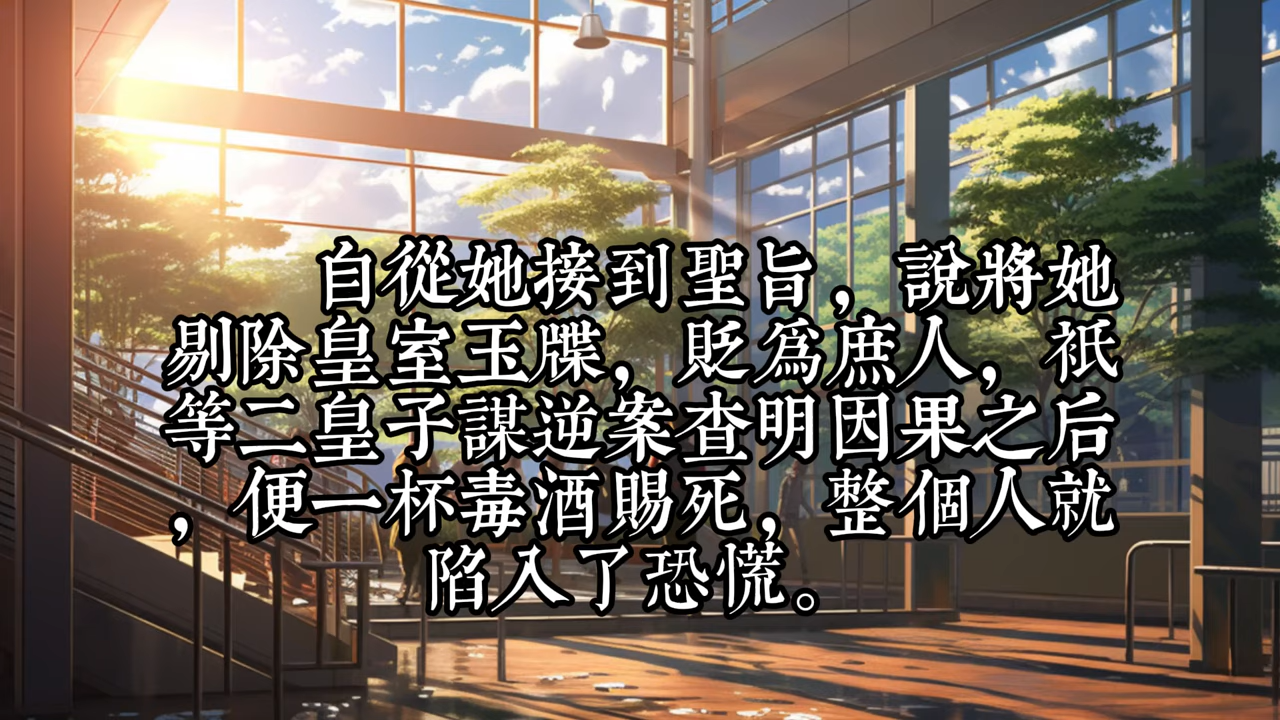 自從她接到聖旨，說將她
剔除皇室玉牒，貶爲庶人，祇
等二皇子謀逆案查明因果之后
，便一杯毒酒賜死，整個人就
陷入了恐慌。